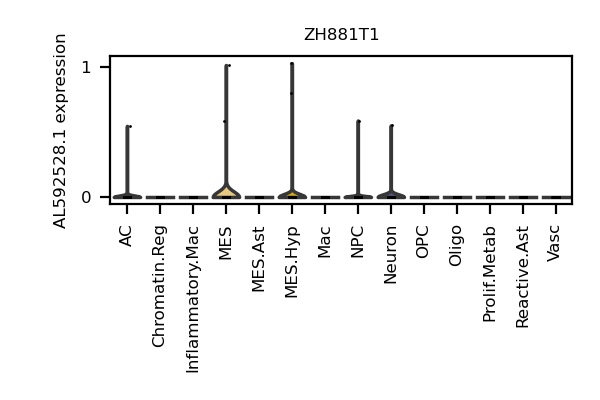 ZH881T1
AL592528.1 expression
1
0
AC
Chromatin.Reg
Inflammatory.Mac
MES
MES.Ast
MES.Hyp
Mac
NPC
Neuron
OPC
Oligo
Prolif.Metab
Reactive.Ast
Vasc